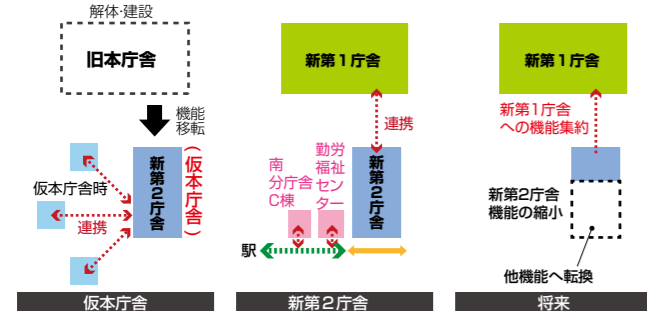 解体・建設
旧本庁舎
機能
移転
新第2庁舎
(仮本庁舎)
仮本庁舎時
連携
仮本庁舎
新第1庁舎
連携
南
分庁舎
C棟
勤労
福祉
セン
ター
新第2庁舎
駅
新第2庁舎
新第1庁舎
新第1庁舎
への機能集約
新第2庁舎
機能の縮小
他機能へ転換
将来